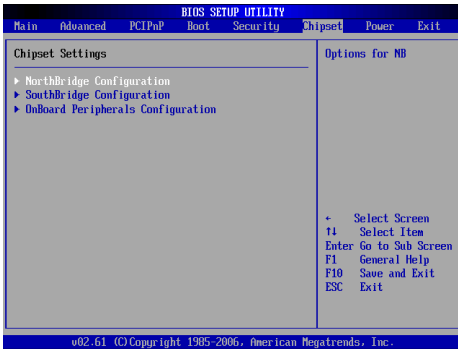 BIOS SETUP UTILITY
Main Advanced PCIPnP Boot Security Chipset Power Exit
Chipset Settings
▶ NorthBridge Configuration
▶ SouthBridge Configuration
▶ OnBoard Peripherals Configuration
Options for NB
← Select Screen
↑↓ Select Item
Enter Go to Sub Screen
F1 General Help
F10 Save and Exit
ESC Exit
v02.61 (C)Copyright 1985-2006, American Megatrends, Inc.